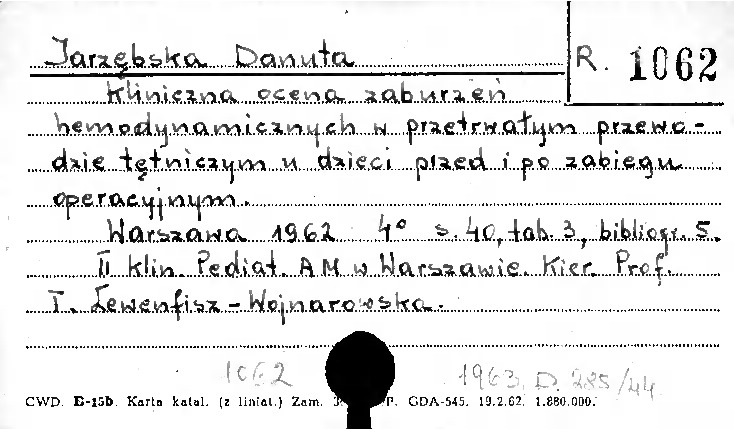 Jarzębska Danuta R. 1062
Kliniczna ocena zaburzeń
hemodynamicznych w przetrwałym przewo-
dzie tętniczym u dzieci przed i po zabiegu
operacyjnym.
Warszawa 1962 4° s. 40, tab. 3, bibliogr. 5.
II klin. Pediat. AM w Warszawie. Kier. Prof.
T. Lewenfisz-Wojnarowska.
1062 1963. D. 285/44
CWD. E-15b. Karta katal. (z liniat.) Zam. GDA-545. 19.2.62. 1.880.000.